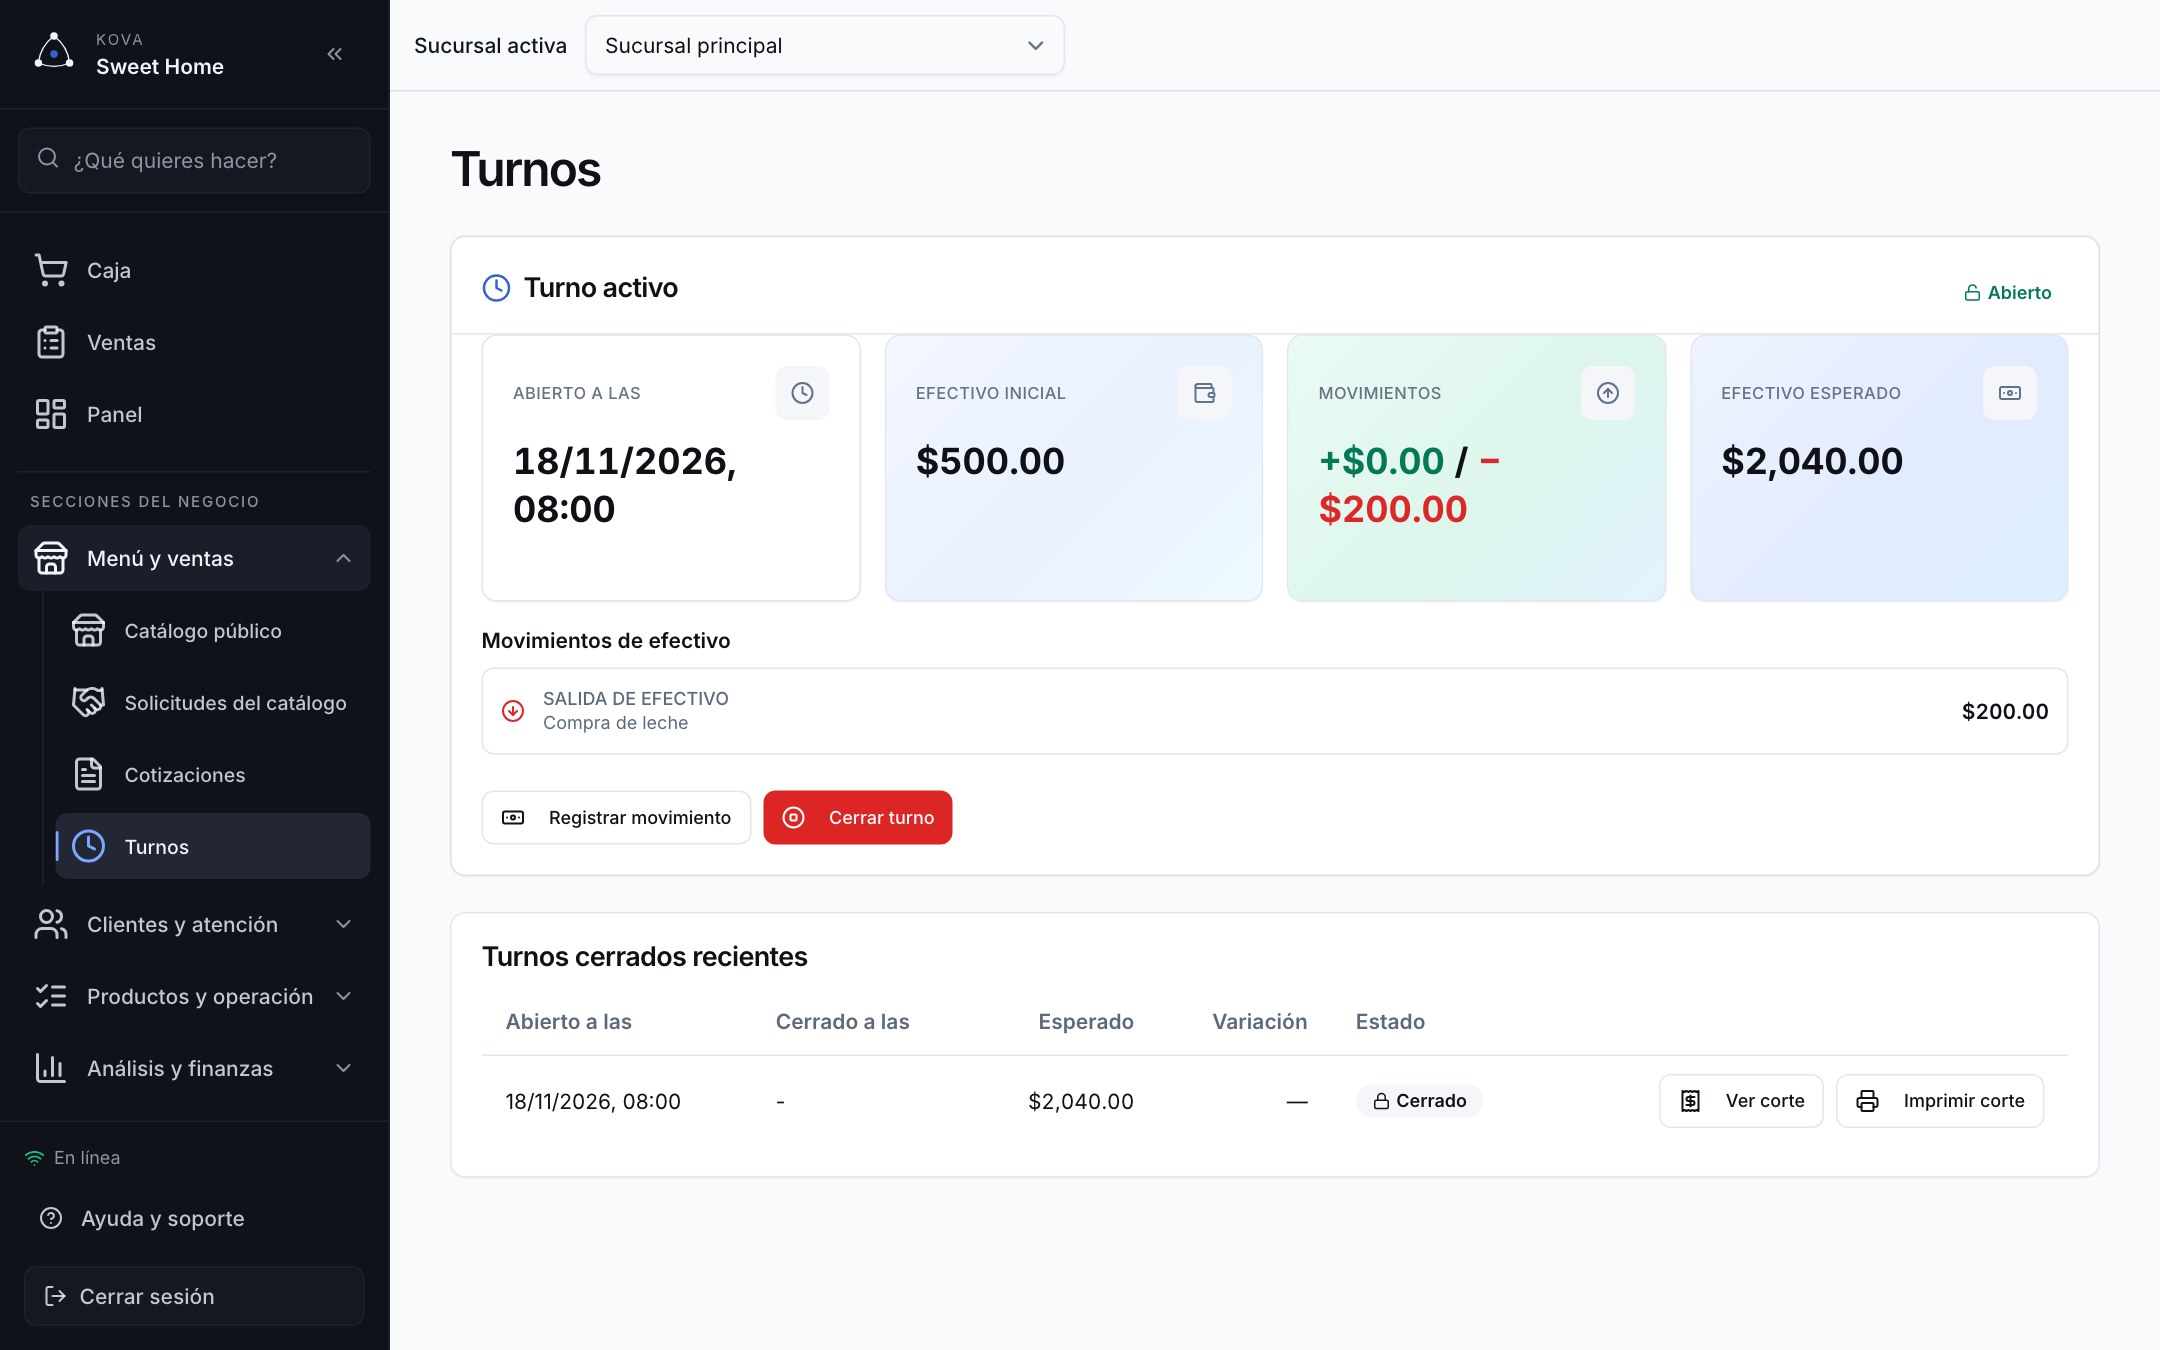 KOVA
Sweet Home
¿Qué quieres hacer?
Caja
Ventas
Panel
SECCIONES DEL NEGOCIO
Menú y ventas
Catálogo público
Solicitudes del catálogo
Cotizaciones
Turnos
Clientes y atención
Productos y operación
Análisis y finanzas
En línea
Ayuda y soporte
Cerrar sesión
Sucursal activa
Sucursal principal
Turnos
Turno activo
Abierto
ABIERTO A LAS
18/11/2026,
08:00
EFECTIVO INICIAL
$500.00
MOVIMIENTOS
+$0.00 / −
$200.00
EFECTIVO ESPERADO
$2,040.00
Movimientos de efectivo
SALIDA DE EFECTIVO
Compra de leche
$200.00
Registrar movimiento
Cerrar turno
Turnos cerrados recientes
Abierto a las Cerrado a las Esperado Variación Estado
18/11/2026, 08:00 - $2,040.00 — Cerrado Ver corte Imprimir corte